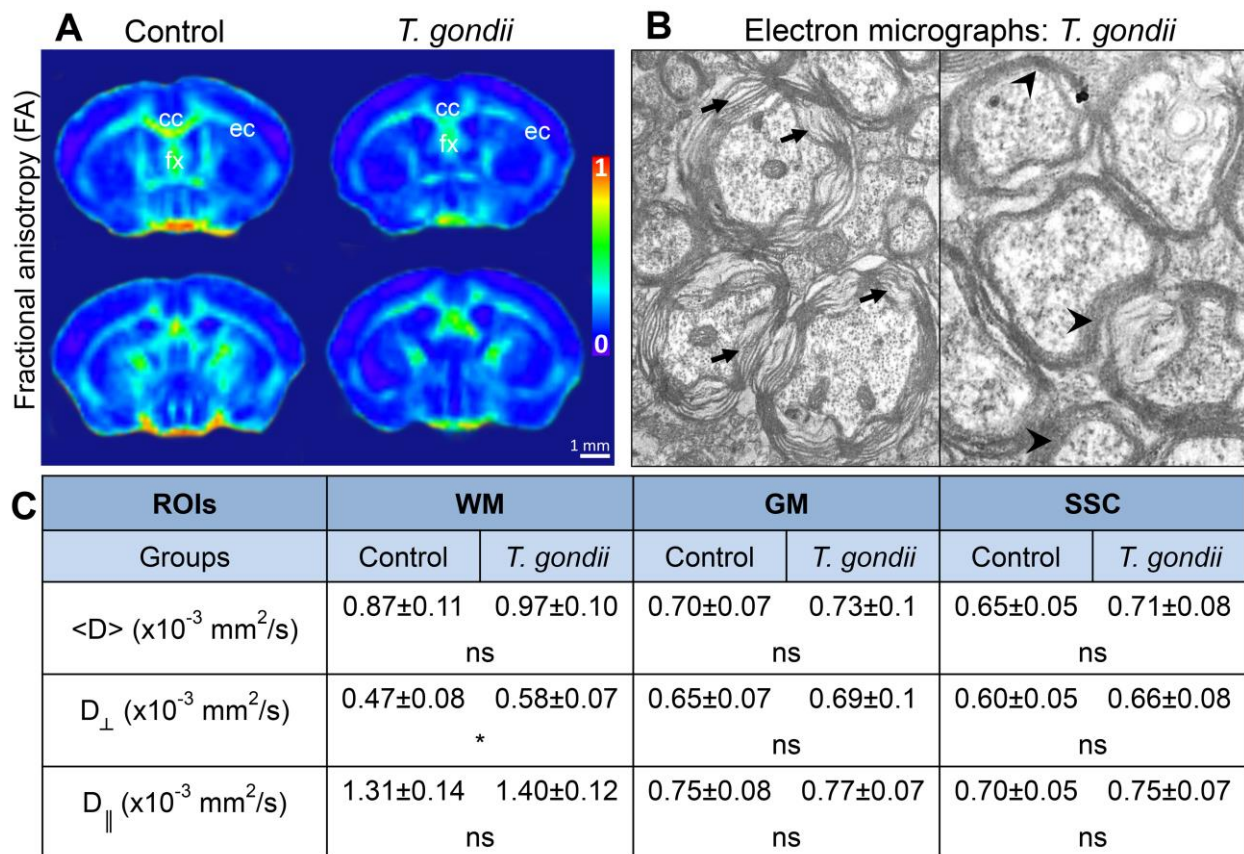 A Control T. gondii
B Electron micrographs: T. gondii
Fractional anisotropy (FA)
cc
ec
fx
cc
ec
fx
1
0
1 mm
C ROIs WM GM SSC
Groups Control T. gondii Control T. gondii Control T. gondii
<D> (x10⁻³ mm²/s) 0.87±0.11 0.97±0.10 0.70±0.07 0.73±0.1 0.65±0.05 0.71±0.08
ns ns ns
D⊥ (x10⁻³ mm²/s) 0.47±0.08 0.58±0.07 0.65±0.07 0.69±0.1 0.60±0.05 0.66±0.08
* ns ns
D∥ (x10⁻³ mm²/s) 1.31±0.14 1.40±0.12 0.75±0.08 0.77±0.07 0.70±0.05 0.75±0.07
ns ns ns